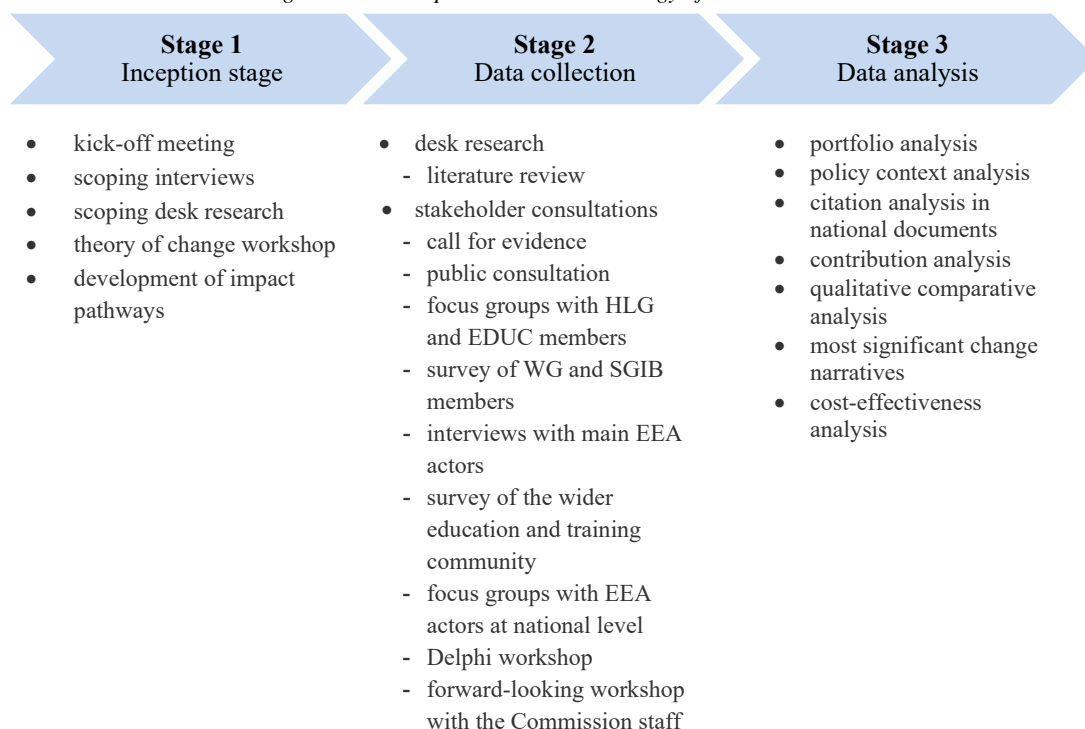 Stage 1
Inception stage
Stage 2
Data collection
Stage 3
Data analysis
• kick-off meeting
• scoping interviews
• scoping desk research
• theory of change workshop
• development of impact
pathways
• desk research
- literature review
• stakeholder consultations
- call for evidence
- public consultation
- focus groups with HLG
and EDUC members
- survey of WG and SGIB
members
- interviews with main EEA
actors
- survey of the wider
education and training
community
- focus groups with EEA
actors at national level
- Delphi workshop
- forward-looking workshop
with the Commission staff
• portfolio analysis
• policy context analysis
• citation analysis in
national documents
• contribution analysis
• qualitative comparative
analysis
• most significant change
narratives
• cost-effectiveness
analysis